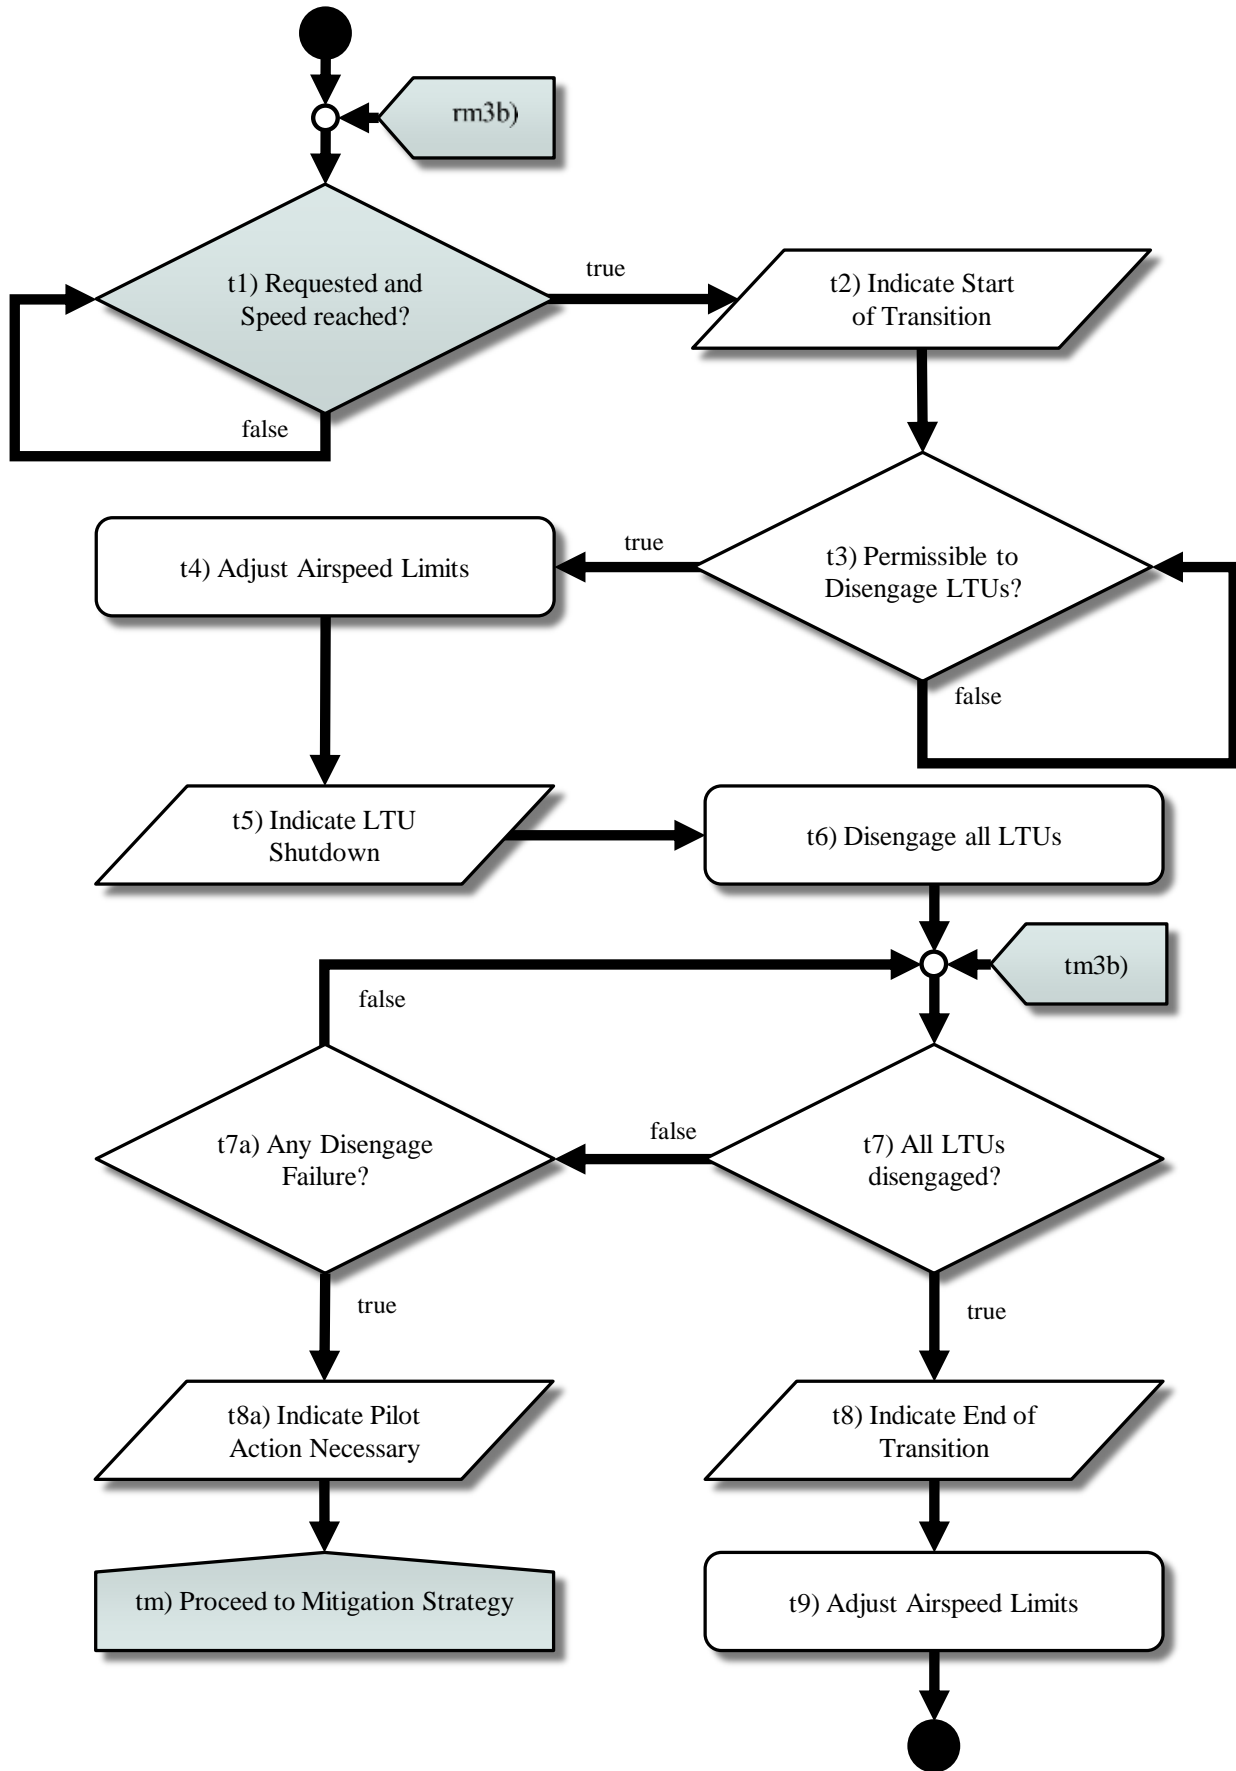 rm3b)
t1) Requested and
Speed reached?
true
false
t2) Indicate Start
of Transition
t3) Permissible to
Disengage LTUs?
true
false
t4) Adjust Airspeed Limits
t5) Indicate LTU
Shutdown
t6) Disengage all LTUs
tm3b)
false
t7) All LTUs
disengaged?
false
t7a) Any Disengage
Failure?
true
true
t8a) Indicate Pilot
Action Necessary
t8) Indicate End of
Transition
tm) Proceed to Mitigation Strategy
t9) Adjust Airspeed Limits